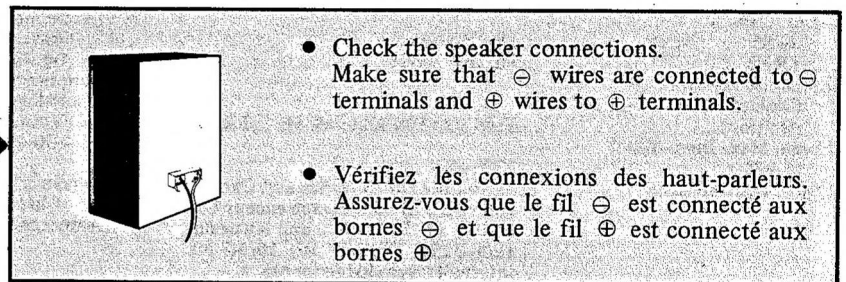 ● Check the speaker connections.
Make sure that ⊖ wires are connected to ⊖
terminals and ⊕ wires to ⊕ terminals.
● Vérifiez les connexions des haut-parleurs.
Assurez-vous que le fil ⊖ est connecté aux
bornes ⊖ et que le fil ⊕ est connecté aux
bornes ⊕